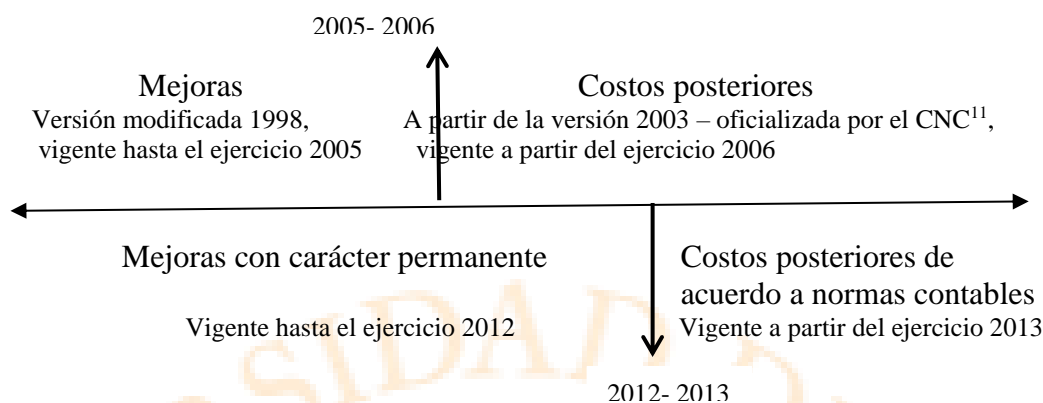 2005- 2006
Mejoras
Versión modificada 1998,
vigente hasta el ejercicio 2005
Costos posteriores
A partir de la versión 2003 – oficializada por el CNC11,
vigente a partir del ejercicio 2006
Mejoras con carácter permanente
Vigente hasta el ejercicio 2012
Costos posteriores de
acuerdo a normas contables
Vigente a partir del ejercicio 2013
2012- 2013